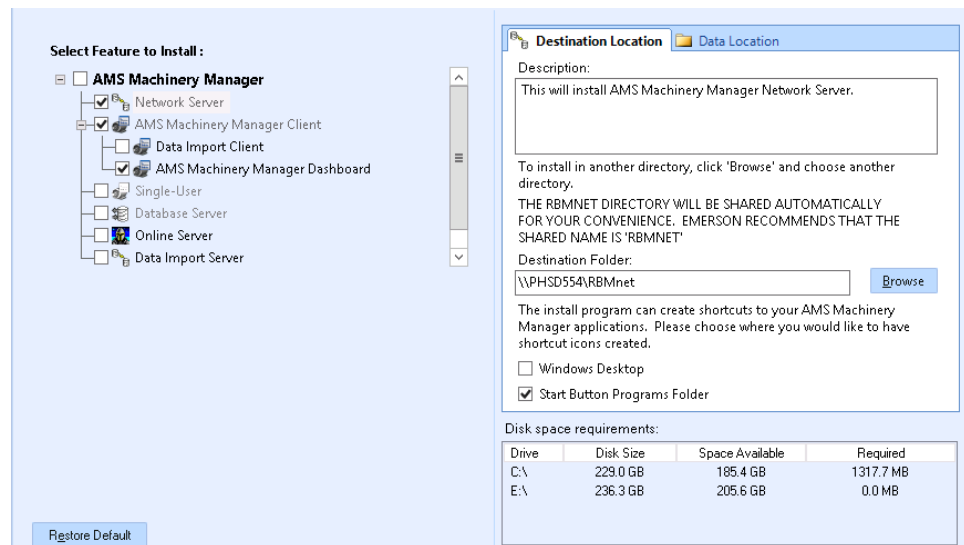 Select Feature to Install :
AMS Machinery Manager
Network Server
AMS Machinery Manager Client
Data Import Client
AMS Machinery Manager Dashboard
Single-User
Database Server
Online Server
Data Import Server
Restore Default
Destination Location
Data Location
Description:
This will install AMS Machinery Manager Network Server.
To install in another directory, click 'Browse' and choose another
directory.
THE RBMNET DIRECTORY WILL BE SHARED AUTOMATICALLY
FOR YOUR CONVENIENCE.  EMERSON RECOMMENDS THAT THE
SHARED NAME IS 'RBMNET'
Destination Folder:
\\PHSD554\RBMnet
Browse
The install program can create shortcuts to your AMS Machinery
Manager applications.  Please choose where you would like to have
shortcut icons created.
Windows Desktop
Start Button Programs Folder
Disk space requirements:
Drive Disk Size Space Available Required
C:\ 229.0 GB 185.4 GB 1317.7 MB
E:\ 236.3 GB 205.6 GB 0.0 MB